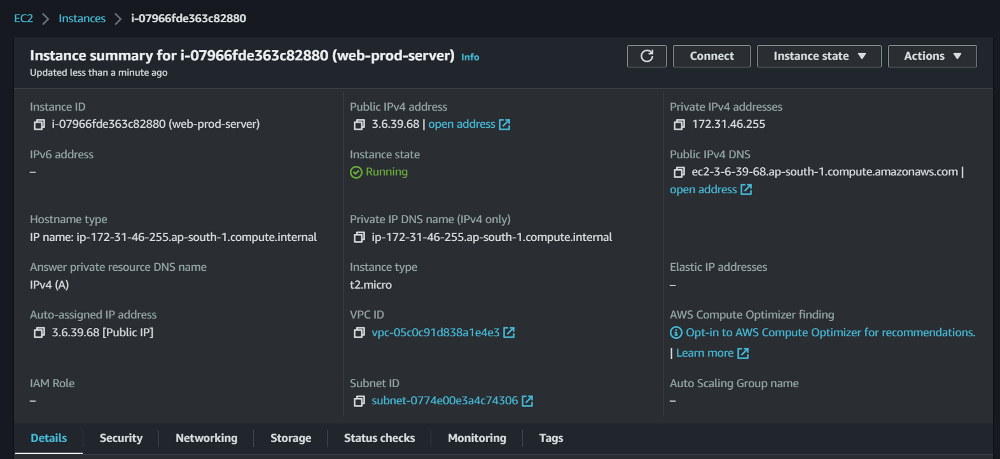 EC2 > Instances > i-07966fde363c82880
Instance summary for i-07966fde363c82880 (web-prod-server) Info
Updated less than a minute ago
Connect
Instance state
Actions
Instance ID
i-07966fde363c82880 (web-prod-server)
Public IPv4 address
3.6.39.68 | open address
Private IPv4 addresses
172.31.46.255
IPv6 address
–
Instance state
Running
Public IPv4 DNS
ec2-3-6-39-68.ap-south-1.compute.amazonaws.com |
open address
Hostname type
IP name: ip-172-31-46-255.ap-south-1.compute.internal
Private IP DNS name (IPv4 only)
ip-172-31-46-255.ap-south-1.compute.internal
Answer private resource DNS name
IPv4 (A)
Instance type
t2.micro
Elastic IP addresses
–
Auto-assigned IP address
3.6.39.68 [Public IP]
VPC ID
vpc-05c0c91d838a1e4e3
AWS Compute Optimizer finding
Opt-in to AWS Compute Optimizer for recommendations.
| Learn more
IAM Role
–
Subnet ID
subnet-0774e00e3a4c74306
Auto Scaling Group name
–
Details
Security
Networking
Storage
Status checks
Monitoring
Tags